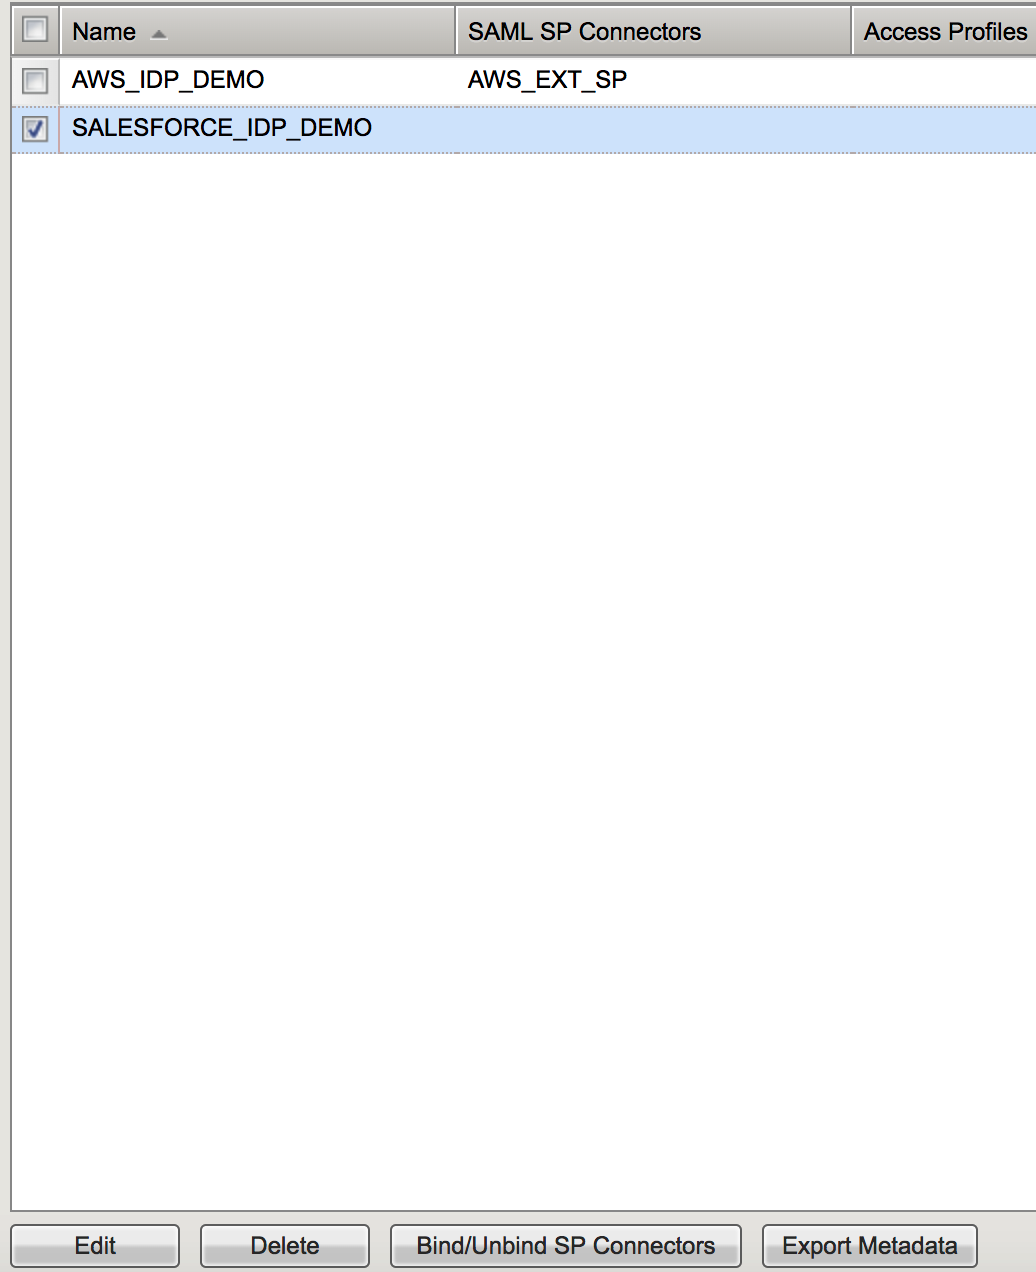 Name SAML SP Connectors Access Profiles
AWS_IDP_DEMO AWS_EXT_SP
SALESFORCE_IDP_DEMO
Edit Delete Bind/Unbind SP Connectors Export Metadata